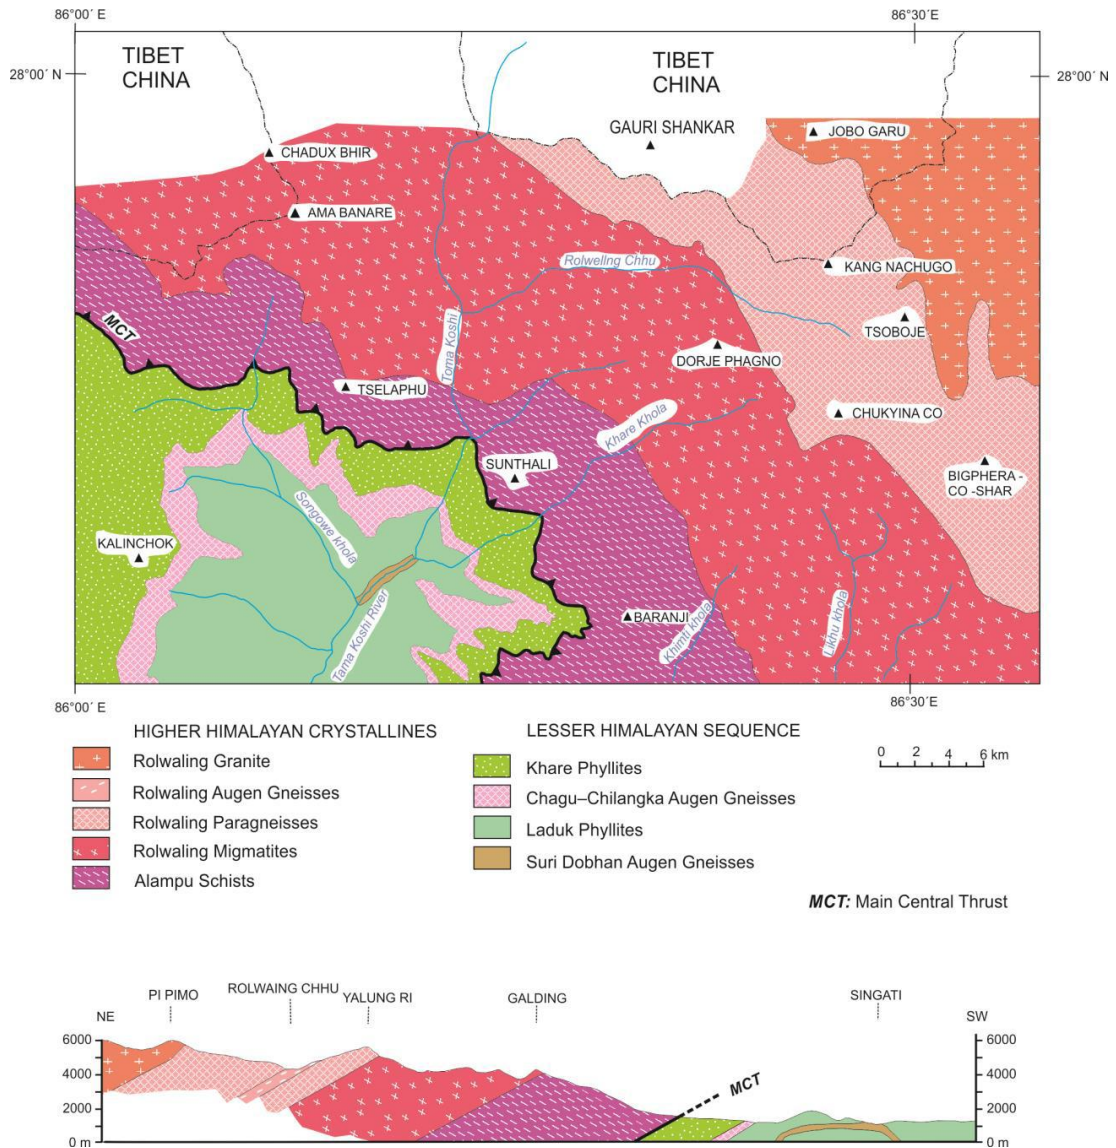 86°00´ E
86°30´E
TIBET
CHINA
TIBET
CHINA
28°00´ N
28°00´ N
GAURI SHANKAR
JOBO GARU
CHADUX BHIR
AMA BANARE
Rolwellng Chhu
KANG NACHUGO
MCT
Toma Koshi
TSOBOJE
DORJE PHAGNO
TSELAPHU
Khare Khola
CHUKYINA CO
SUNTHALI
BIGPHERA -
CO -SHAR
Songowe khola
KALINCHOK
Tama Koshi River
BARANJI
Khimti khola
Likhu khola
86°00´ E
86°30´E
HIGHER HIMALAYAN CRYSTALLINES
Rolwaling Granite
Rolwaling Augen Gneisses
Rolwaling Paragneisses
Rolwaling Migmatites
Alampu Schists
LESSER HIMALAYAN SEQUENCE
Khare Phyllites
Chagu–Chilangka Augen Gneisses
Laduk Phyllites
Suri Dobhan Augen Gneisses
0 2 4 6 km
MCT: Main Central Thrust
PI PIMO
ROLWAING CHHU
YALUNG RI
GALDING
SINGATI
NE
SW
6000
4000
2000
0 m
MCT
6000
4000
2000
0 m